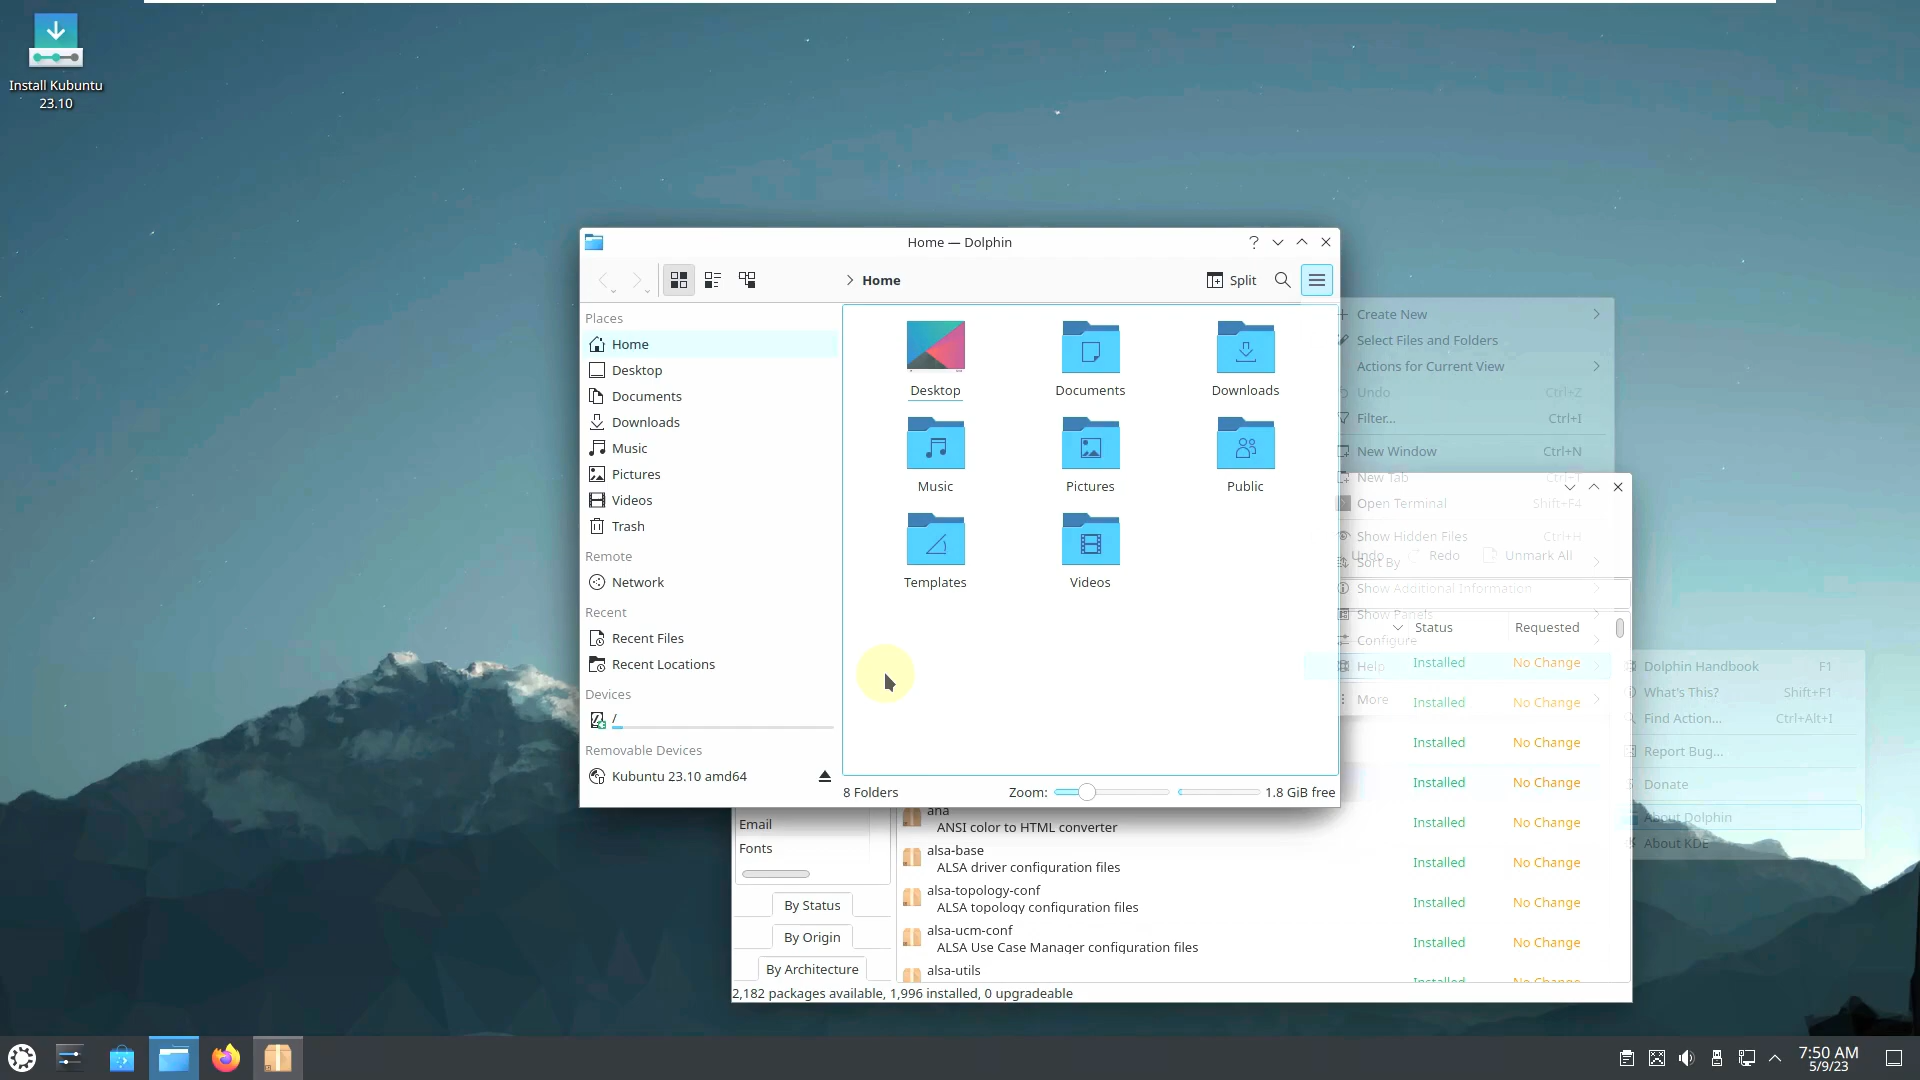 Install Kubuntu
23.10
Home — Dolphin
Home
Split
Places
Home
Desktop
Documents
Downloads
Music
Pictures
Videos
Trash
Remote
Network
Recent
Recent Files
Recent Locations
Devices
/
Removable Devices
Kubuntu 23.10 amd64
Desktop
Documents
Downloads
Music
Pictures
Public
Templates
Videos
8 Folders
Zoom:
1.8 GiB free
Create New
Select Files and Folders
Actions for Current View
Undo Ctrl+Z
Filter... Ctrl+I
New Window Ctrl+N
New Tab Ctrl+T
Open Terminal Shift+F4
Show Hidden Files Ctrl+H
Undo Redo Unmark All
Sort By
Show Additional Information
Show Panels
Configure
Help
More
Dolphin Handbook F1
What's This? Shift+F1
Find Action... Ctrl+Alt+I
Report Bug...
Donate
About Dolphin
About KDE
Status Requested
Installed No Change
Installed No Change
Installed No Change
Installed No Change
Installed No Change
Installed No Change
Installed No Change
Installed No Change
Installed No Change
Email
Fonts
By Status
By Origin
By Architecture
aha
ANSI color to HTML converter
alsa-base
ALSA driver configuration files
alsa-topology-conf
ALSA topology configuration files
alsa-ucm-conf
ALSA Use Case Manager configuration files
alsa-utils
2,182 packages available, 1,996 installed, 0 upgradeable
7:50 AM
5/9/23